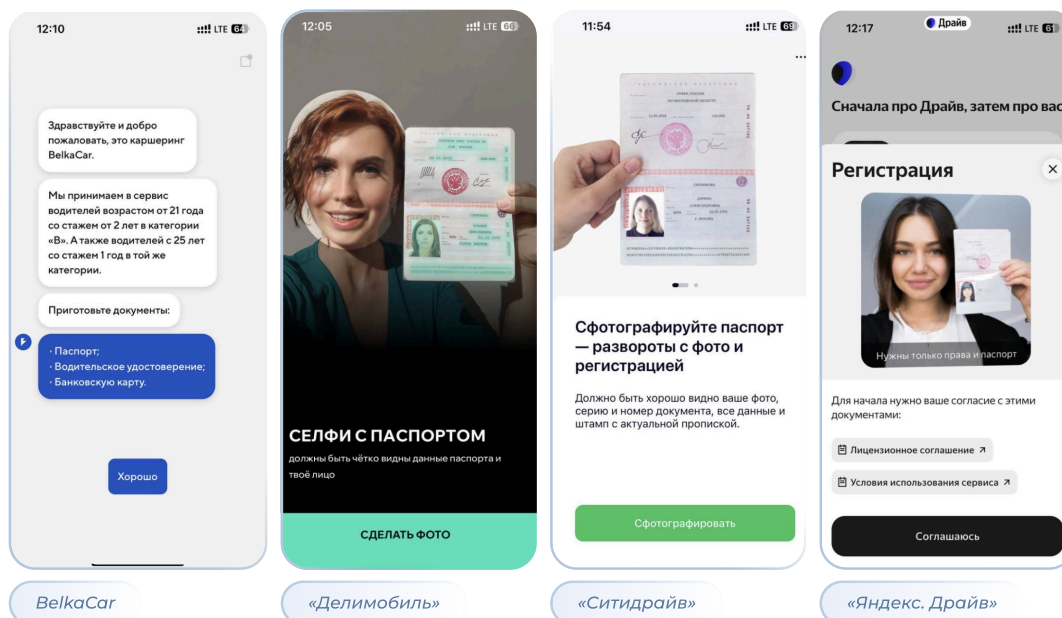 12:10
LTE 64
Здравствуйте и добро
пожаловать, это каршеринг
BelkaCar.
Мы принимаем в сервис
водителей возрастом от 21 года
со стажем от 2 лет в категории
«B». А также водителей с 25 лет
со стажем 1 год в той же
категории.
Приготовьте документы:
· Паспорт;
· Водительское удостоверение;
· Банковскую карту.
Хорошо
BelkaCar
12:05
LTE 66
СЕЛФИ С ПАСПОРТОМ
должны быть чётко видны данные паспорта и
твоё лицо
СДЕЛАТЬ ФОТО
«Делимобиль»
11:54
LTE 69
Сфотографируйте паспорт
— развороты с фото и
регистрацией
Должно быть хорошо видно ваше фото,
серию и номер документа, все данные и
штамп с актуальной пропиской.
Сфотографировать
«Ситидрайв»
12:17
Драйв
LTE
Сначала про Драйв, затем про вас
Регистрация
Нужны только права и паспорт
Для начала нужно ваше согласие с этими
документами:
Лицензионное соглашение
Условия использования сервиса
Соглашаюсь
«Яндекс. Драйв»